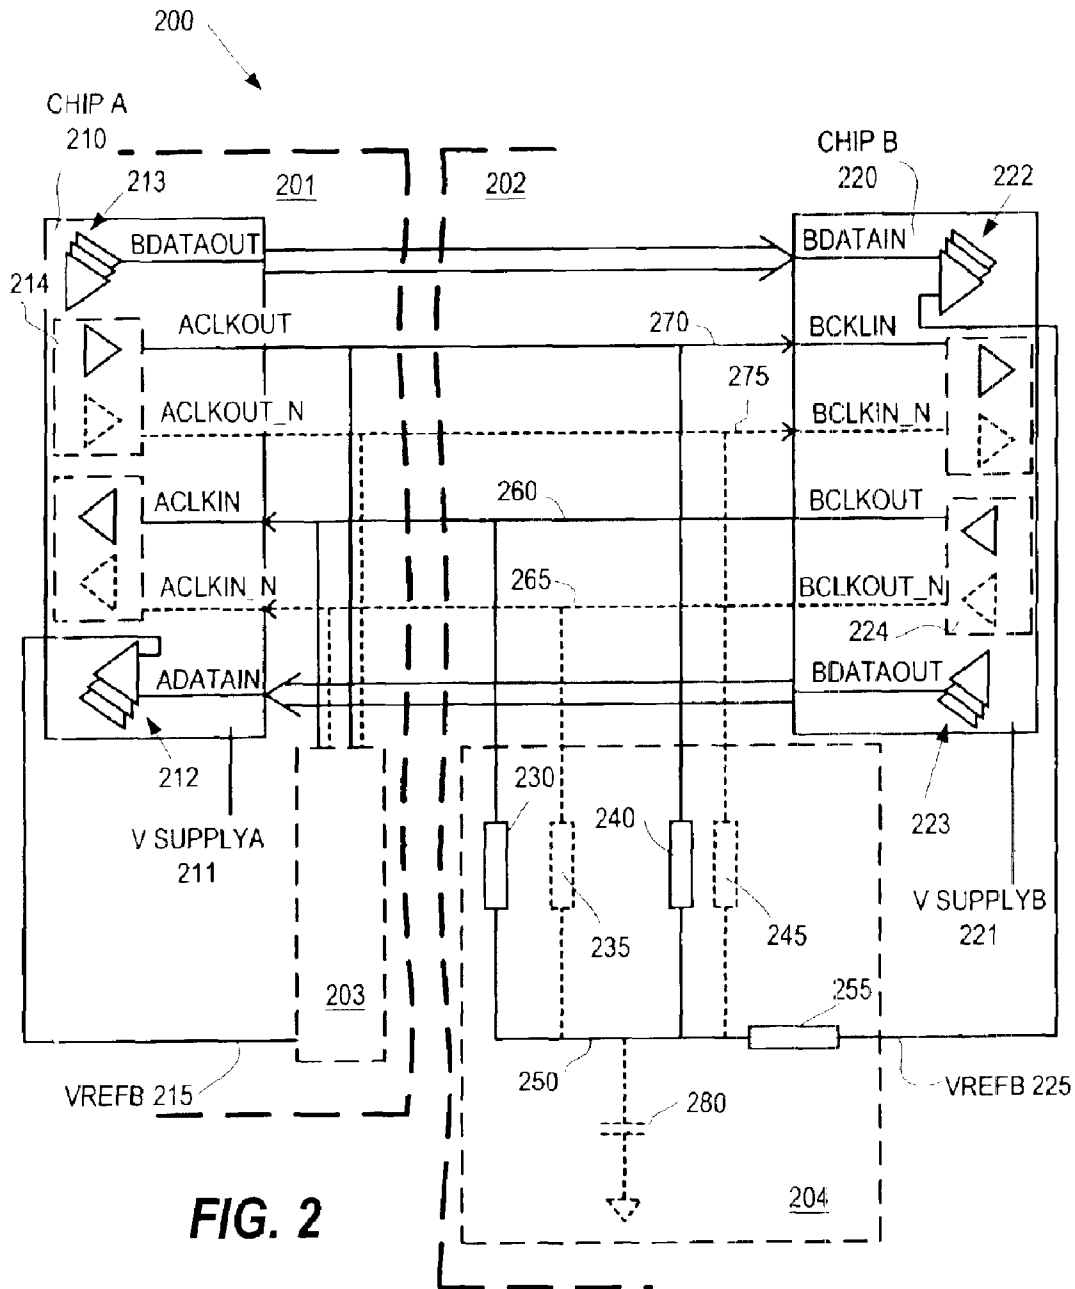 200
CHIP A
210
213
201
202
CHIP B
220
222
BDATAOUT
BDATAIN
214
ACLKOUT
270
BCKLIN
275
ACLKOUT_N
BCLKIN_N
ACLKIN
260
BCLKOUT
ACLKIN_N
265
BCLKOUT_N
224
ADATAIN
BDATAOUT
212
230
240
223
V SUPPLYA
211
V SUPPLYB
221
235
245
203
255
250
VREFB 215
VREFB 225
280
204
FIG. 2